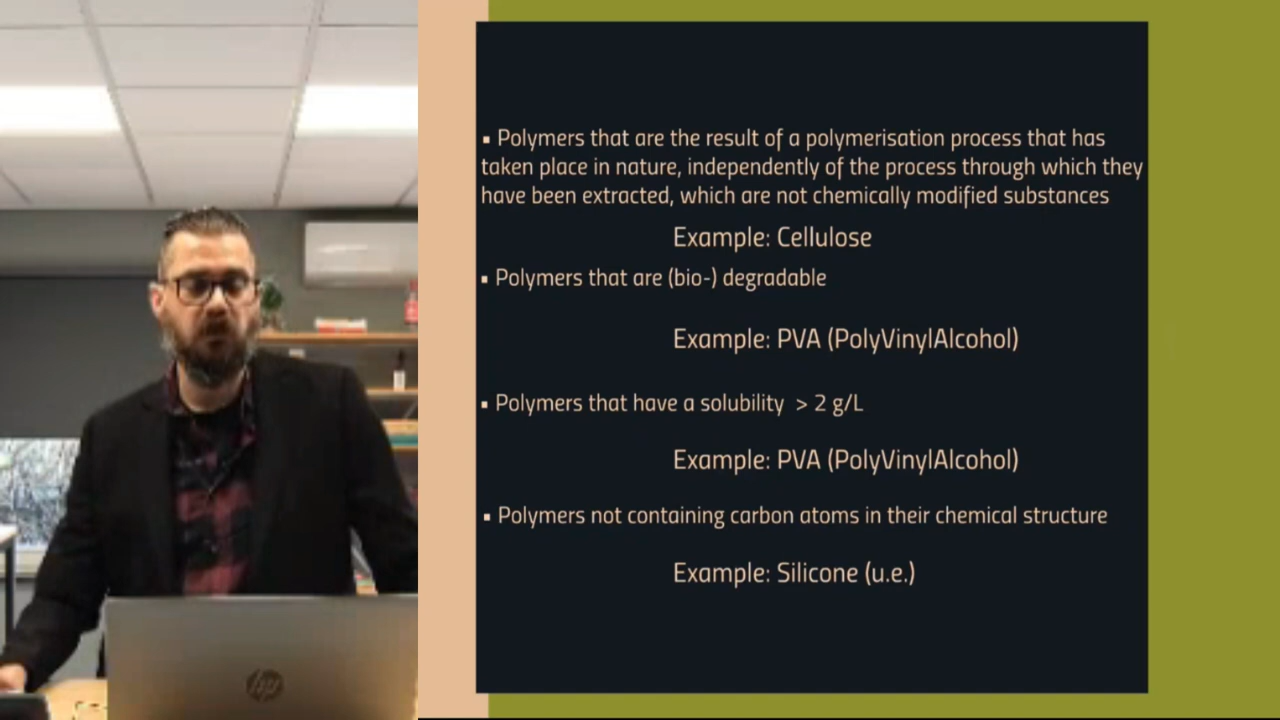 ▪ Polymers that are the result of a polymerisation process that has
taken place in nature, independently of the process through which they
have been extracted, which are not chemically modified substances
Example: Cellulose
▪ Polymers that are (bio-) degradable
Example: PVA (PolyVinylAlcohol)
▪ Polymers that have a solubility > 2 g/L
Example: PVA (PolyVinylAlcohol)
▪ Polymers not containing carbon atoms in their chemical structure
Example: Silicone (u.e.)
hp